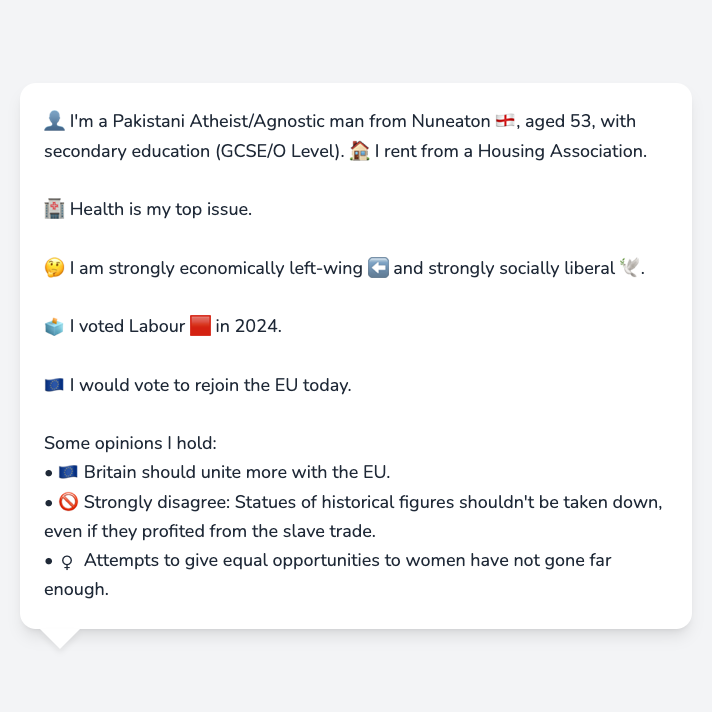 👤 I'm a Pakistani Atheist/Agnostic man from Nuneaton 🏴󠁧󠁢󠁥󠁮󠁧󠁿, aged 53, with
secondary education (GCSE/O Level). 🏠 I rent from a Housing Association.
🏥 Health is my top issue.
🤔 I am strongly economically left-wing ⬅️ and strongly socially liberal 🕊️.
🗳️ I voted Labour 🟥 in 2024.
🇪🇺 I would vote to rejoin the EU today.
Some opinions I hold:
• 🇪🇺 Britain should unite more with the EU.
• 🚫 Strongly disagree: Statues of historical figures shouldn't be taken down,
even if they profited from the slave trade.
• ♀ Attempts to give equal opportunities to women have not gone far
enough.